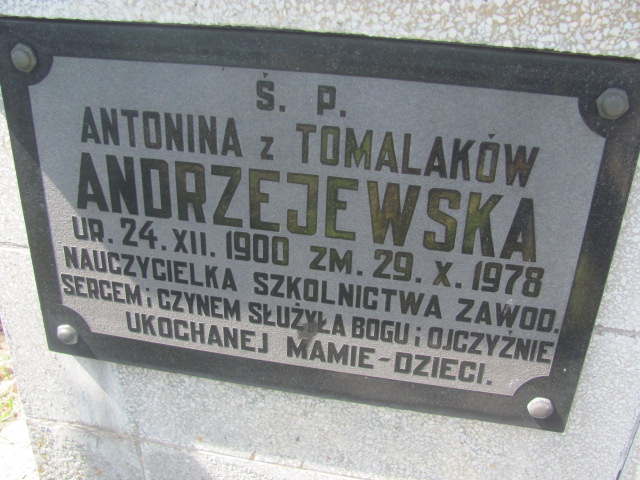 Ś. P.
ANTONINA z TOMALAKÓW
ANDRZEJEWSKA
UR. 24. XII. 1900 ZM. 29. X. 1978
NAUCZYCIELKA SZKOLNICTWA ZAWOD.
SERCEM i CZYNEM SŁUŻYŁA BOGU i OJCZYŹNIE
UKOCHANEJ MAMIE - DZIECI.